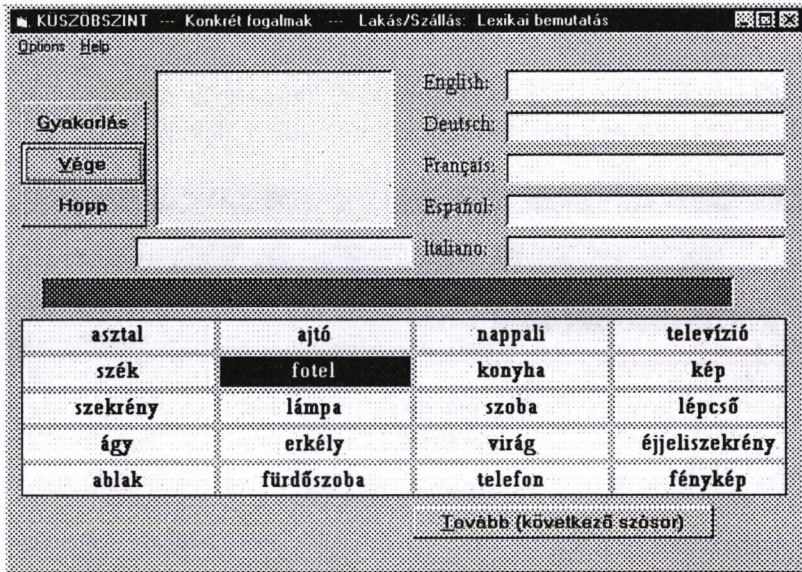 KÜSZÖBSZINT --- Konkrét fogalmak --- Lakás/Szállás: Lexikai bemutatás
Options Help
Gyakorlás
Vége
Hopp
English:
Deutsch:
Français:
Español:
Italiano:
asztal ajtó nappali televízió
szék fotel konyha kép
szekrény lámpa szoba lépcső
ágy erkély virág éjjeliszekrény
ablak fürdőszoba telefon fénykép
Tovább (következő szósor)